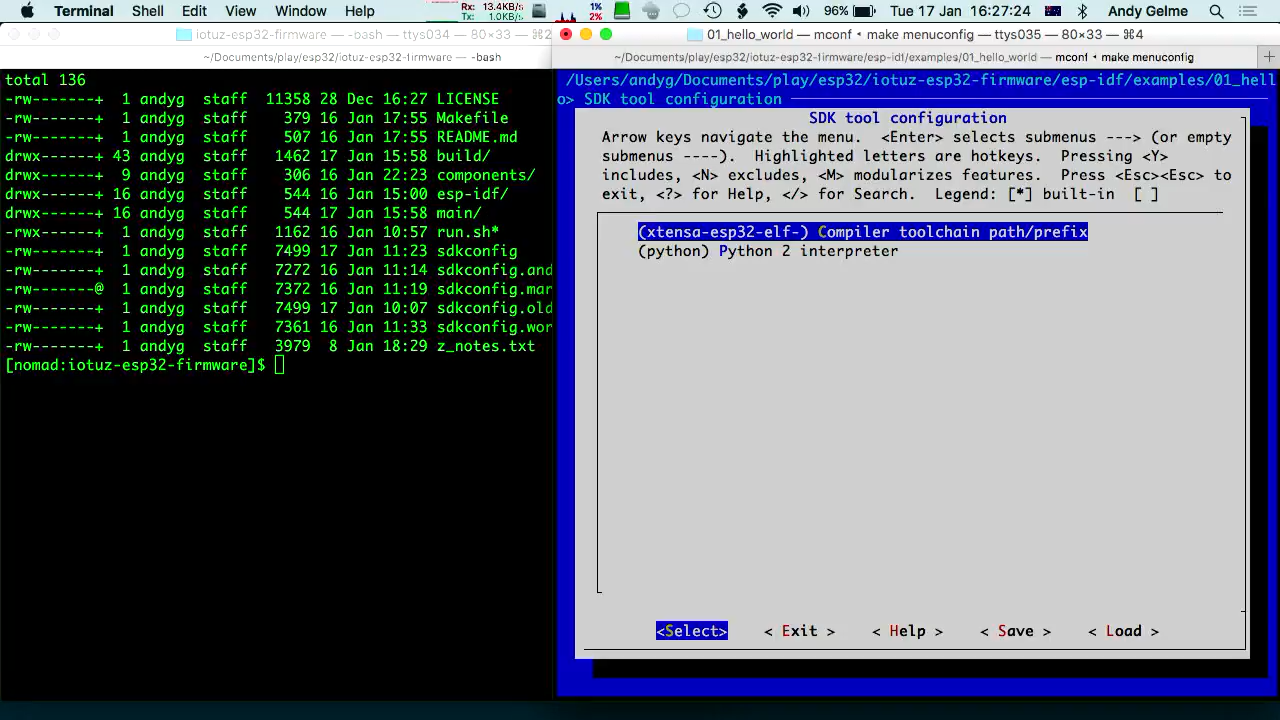 Terminal Shell Edit View Window Help Rx: 13.4KB/s Tx: 1.0KB/s 1% 2% 96% Tue 17 Jan 16:27:24 Andy Gelme
iotuz-esp32-firmware — -bash — ttys034 — 80×33 — ⌘2
~/Documents/play/esp32/iotuz-esp32-firmware — -bash
total 136
-rw-------+ 1 andyg staff 11358 28 Dec 16:27 LICENSE
-rw-------+ 1 andyg staff 379 16 Jan 17:55 Makefile
-rw-------+ 1 andyg staff 507 16 Jan 17:55 README.md
drwx------+ 43 andyg staff 1462 17 Jan 15:58 build/
drwx------+ 9 andyg staff 306 16 Jan 22:23 components/
drwx------+ 16 andyg staff 544 16 Jan 15:00 esp-idf/
drwx------+ 16 andyg staff 544 17 Jan 15:58 main/
-rwx------+ 1 andyg staff 1162 16 Jan 10:57 run.sh*
-rw-------+ 1 andyg staff 7499 17 Jan 11:23 sdkconfig
-rw-------+ 1 andyg staff 7272 16 Jan 11:14 sdkconfig.and
-rw-------@ 1 andyg staff 7372 16 Jan 11:19 sdkconfig.mar
-rw-------+ 1 andyg staff 7499 17 Jan 10:07 sdkconfig.old
-rw-------+ 1 andyg staff 7361 16 Jan 11:33 sdkconfig.wor
-rw-------+ 1 andyg staff 3979 8 Jan 18:29 z_notes.txt
[nomad:iotuz-esp32-firmware]$
01_hello_world — mconf ◂ make menuconfig — ttys035 — 80×33 — ⌘4
~/Documents/play/esp32/iotuz-esp32-firmware/esp-idf/examples/01_hello_world — mconf ◂ make menuconfig
/Users/andyg/Documents/play/esp32/iotuz-esp32-firmware/esp-idf/examples/01_hell
o> SDK tool configuration
SDK tool configuration
Arrow keys navigate the menu. <Enter> selects submenus ---> (or empty
submenus ----). Highlighted letters are hotkeys. Pressing <Y>
includes, <N> excludes, <M> modularizes features. Press <Esc><Esc> to
exit, <?> for Help, </> for Search. Legend: [*] built-in [ ]
(xtensa-esp32-elf-) Compiler toolchain path/prefix
(python) Python 2 interpreter
<Select> < Exit > < Help > < Save > < Load >